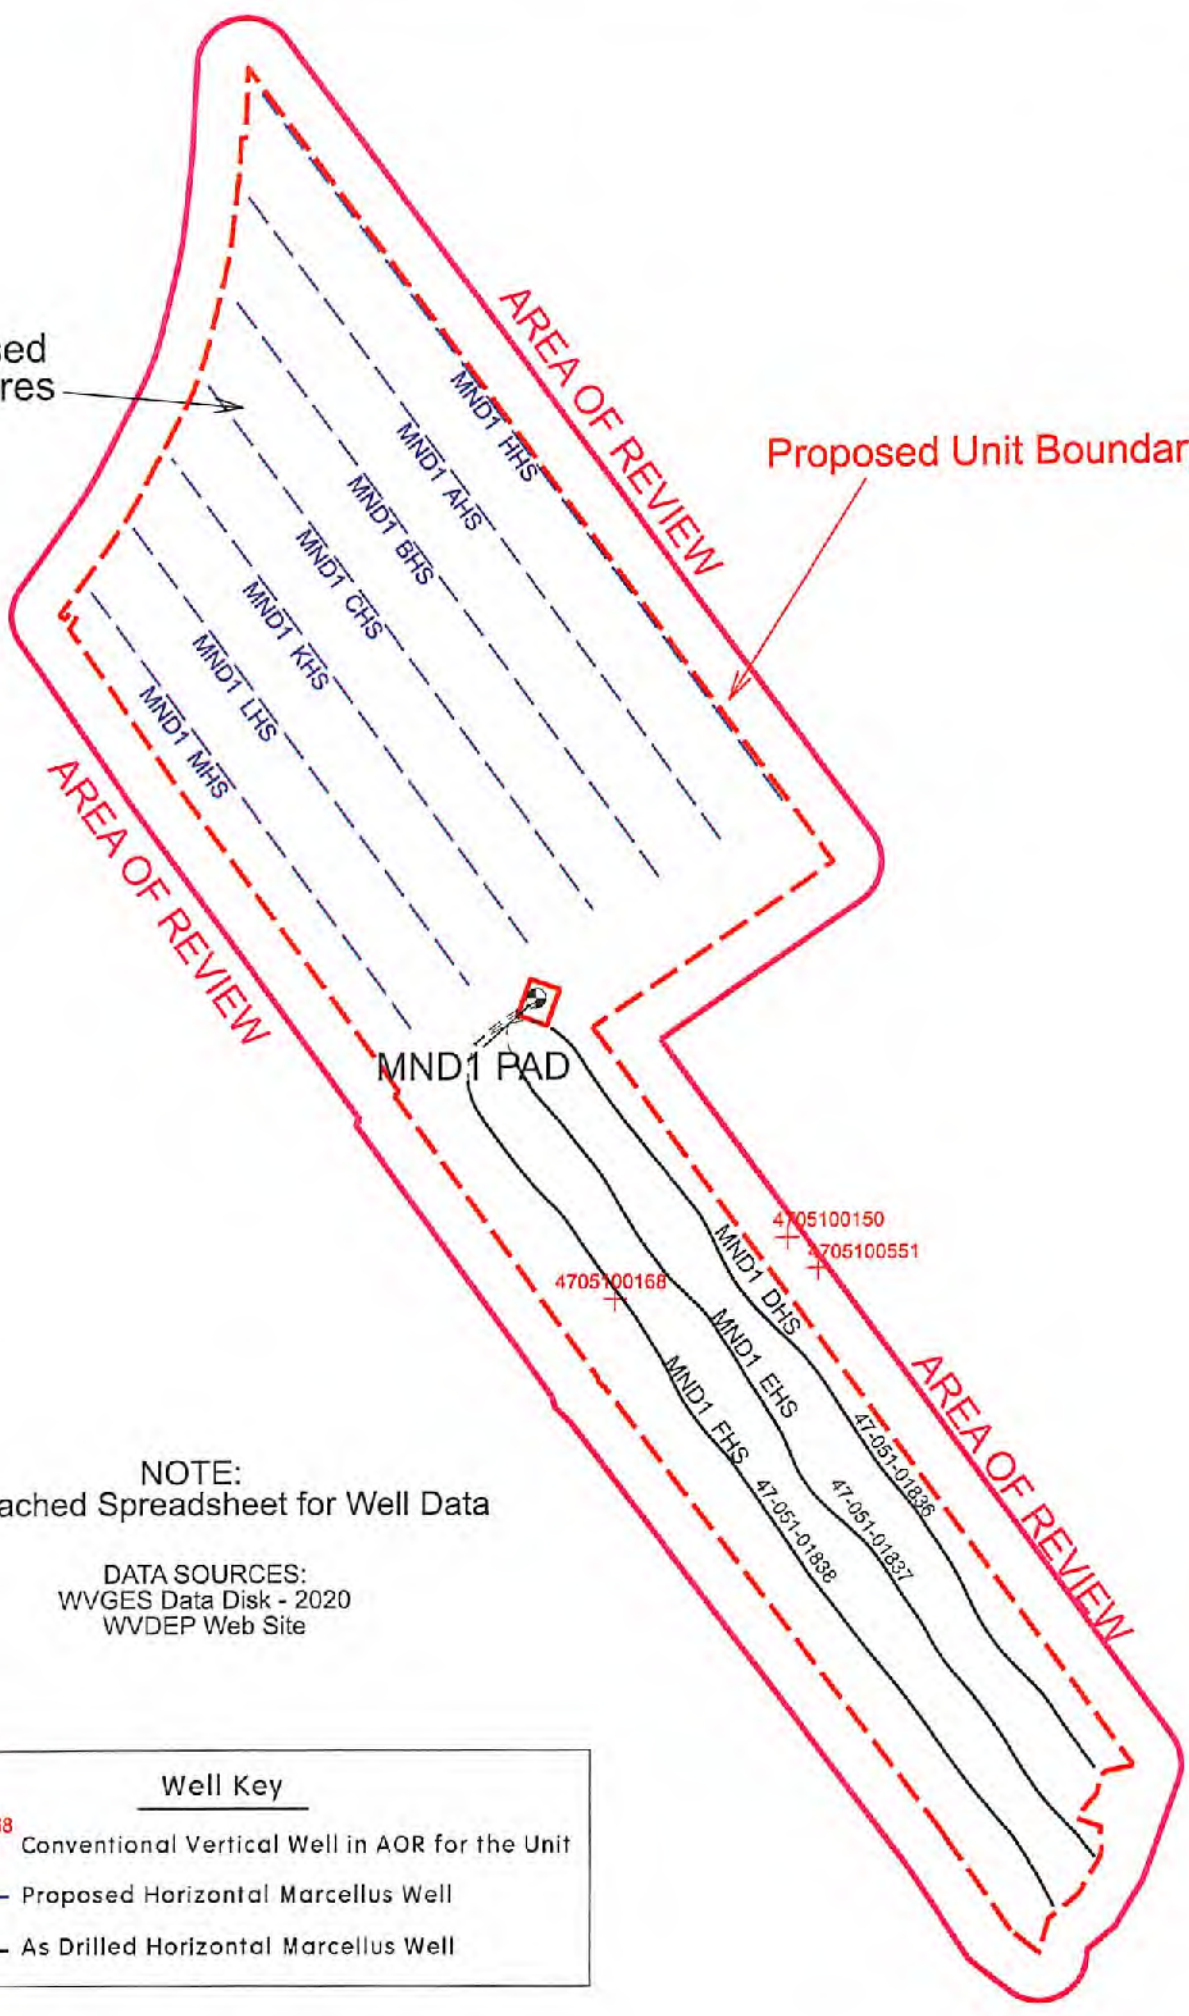 AREA OF REVIEW
sed
res
MND1 HHS
Proposed Unit Boundar
MND1 AHS
MND1 BHS
MND1 CHS
MND1 KHS
MND1 LHS
MND1 MHS
AREA OF REVIEW
MND1 PAD
4705100150
4705100551
4705100168
MND1 DHS
MND1 EHS
MND1 FHS
AREA OF REVIEW
47-051-01836
47-051-01837
47-051-01838
NOTE:
ached Spreadsheet for Well Data
DATA SOURCES:
WVGES Data Disk - 2020
WVDEP Web Site
Well Key
68
Conventional Vertical Well in AOR for the Unit
Proposed Horizontal Marcellus Well
As Drilled Horizontal Marcellus Well